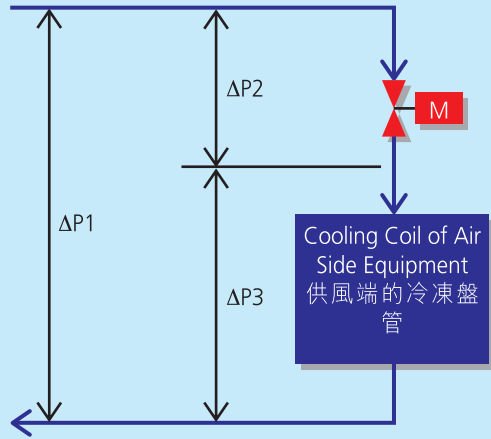 ΔP2
M
ΔP1
Cooling Coil of Air
Side Equipment
供風端的冷凍盤
管
ΔP3